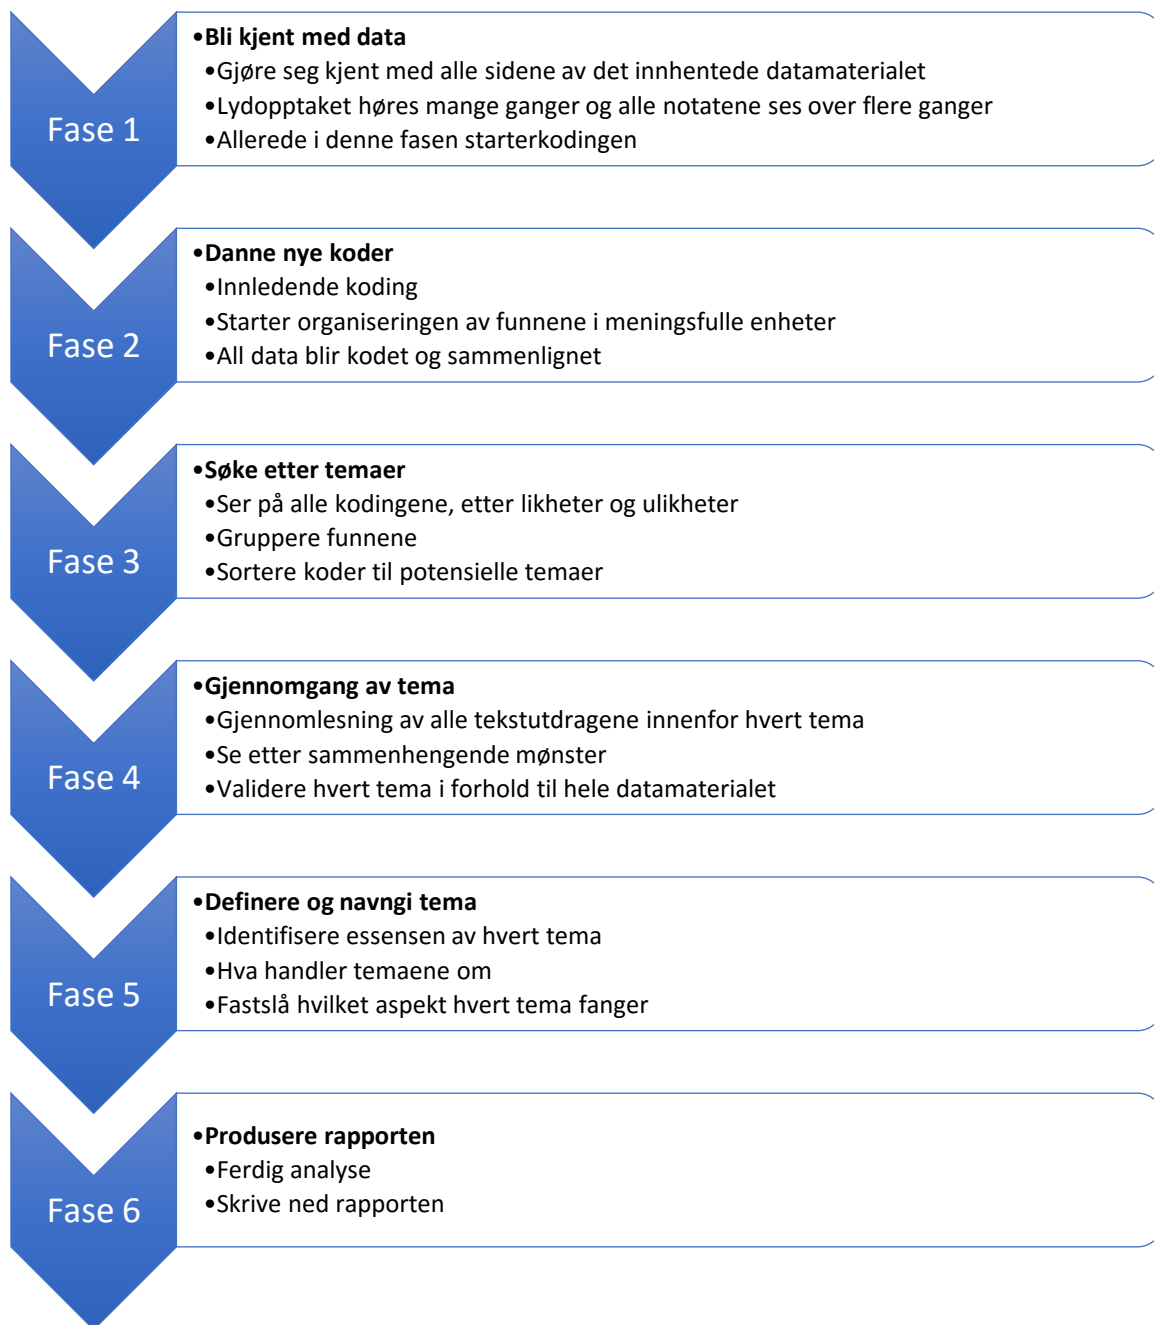 Fase 1
•Bli kjent med data
•Gjøre seg kjent med alle sidene av det innhentede datamaterialet
•Lydopptaket høres mange ganger og alle notatene ses over flere ganger
•Allerede i denne fasen starterkodingen
Fase 2
•Danne nye koder
•Innledende koding
•Starter organiseringen av funnene i meningsfulle enheter
•All data blir kodet og sammenlignet
Fase 3
•Søke etter temaer
•Ser på alle kodingene, etter likheter og ulikheter
•Gruppere funnene
•Sortere koder til potensielle temaer
Fase 4
•Gjennomgang av tema
•Gjennomlesning av alle tekstutdragene innenfor hvert tema
•Se etter sammenhengende mønster
•Validere hvert tema i forhold til hele datamaterialet
Fase 5
•Definere og navngi tema
•Identifisere essensen av hvert tema
•Hva handler temaene om
•Fastslå hvilket aspekt hvert tema fanger
Fase 6
•Produsere rapporten
•Ferdig analyse
•Skrive ned rapporten